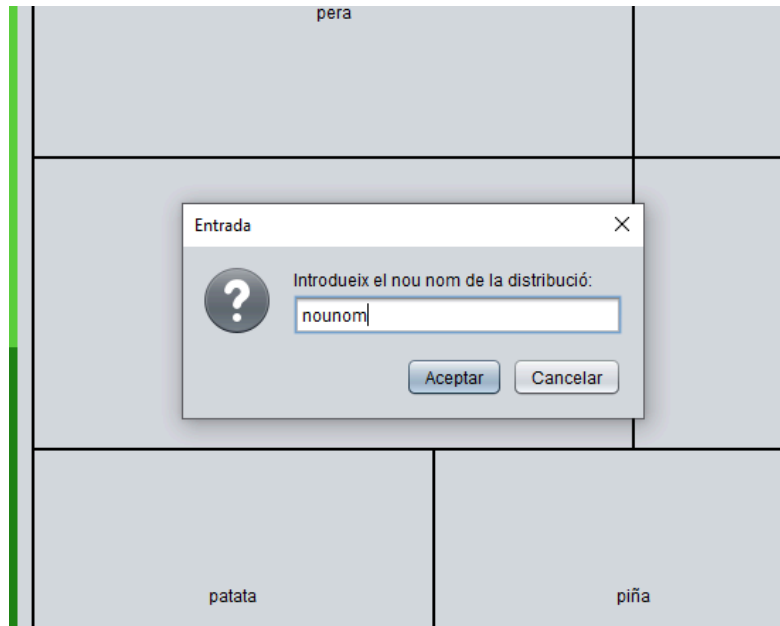 pera
Entrada
Introdueix el nou nom de la distribució:
nounom
Aceptar Cancelar
patata piña